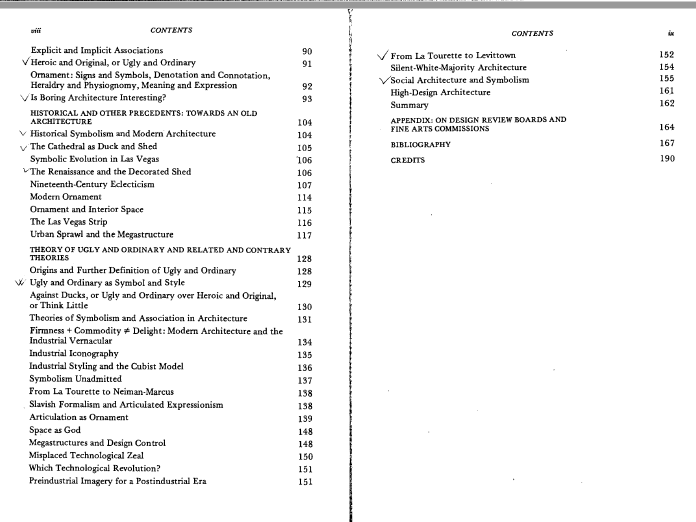 viii CONTENTS
Explicit and Implicit Associations 90
Heroic and Original, or Ugly and Ordinary 91
Ornament: Signs and Symbols, Denotation and Connotation,
Heraldry and Physiognomy, Meaning and Expression 92
Is Boring Architecture Interesting? 93
HISTORICAL AND OTHER PRECEDENTS: TOWARDS AN OLD
ARCHITECTURE 104
Historical Symbolism and Modern Architecture 104
The Cathedral as Duck and Shed 105
Symbolic Evolution in Las Vegas 106
The Renaissance and the Decorated Shed 106
Nineteenth-Century Eclecticism 107
Modern Ornament 114
Ornament and Interior Space 115
The Las Vegas Strip 116
Urban Sprawl and the Megastructure 117
THEORY OF UGLY AND ORDINARY AND RELATED AND CONTRARY
THEORIES 128
Origins and Further Definition of Ugly and Ordinary 128
Ugly and Ordinary as Symbol and Style 129
Against Ducks, or Ugly and Ordinary over Heroic and Original,
or Think Little 130
Theories of Symbolism and Association in Architecture 131
Firmness + Commodity ≠ Delight: Modern Architecture and the
Industrial Vernacular 134
Industrial Iconography 135
Industrial Styling and the Cubist Model 136
Symbolism Unadmitted 137
From La Tourette to Neiman-Marcus 138
Slavish Formalism and Articulated Expressionism 138
Articulation as Ornament 139
Space as God 148
Megastructures and Design Control 148
Misplaced Technological Zeal 150
Which Technological Revolution? 151
Preindustrial Imagery for a Postindustrial Era 151
CONTENTS ix
From La Tourette to Levittown 152
Silent-White-Majority Architecture 154
Social Architecture and Symbolism 155
High-Design Architecture 161
Summary 162
APPENDIX: ON DESIGN REVIEW BOARDS AND
FINE ARTS COMMISSIONS 164
BIBLIOGRAPHY 167
CREDITS 190